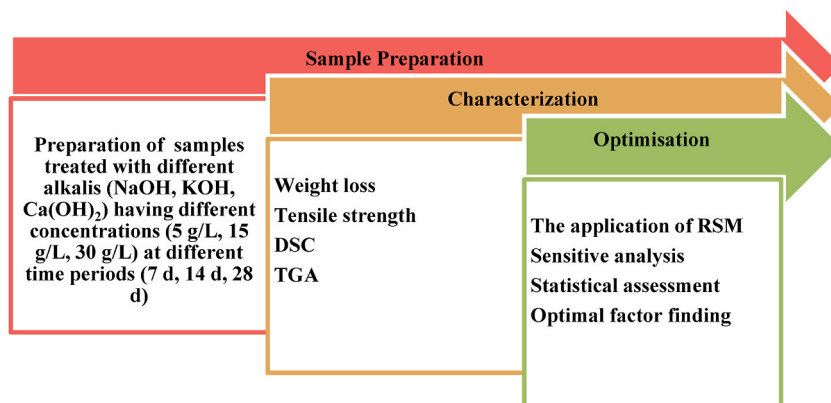 Sample Preparation
Characterization
Optimisation
Preparation of samples
treated with different
alkalis (NaOH, KOH,
Ca(OH)₂) having different
concentrations (5 g/L, 15
g/L, 30 g/L) at different
time periods (7 d, 14 d, 28
d)
Weight loss
Tensile strength
DSC
TGA
The application of RSM
Sensitive analysis
Statistical assessment
Optimal factor finding